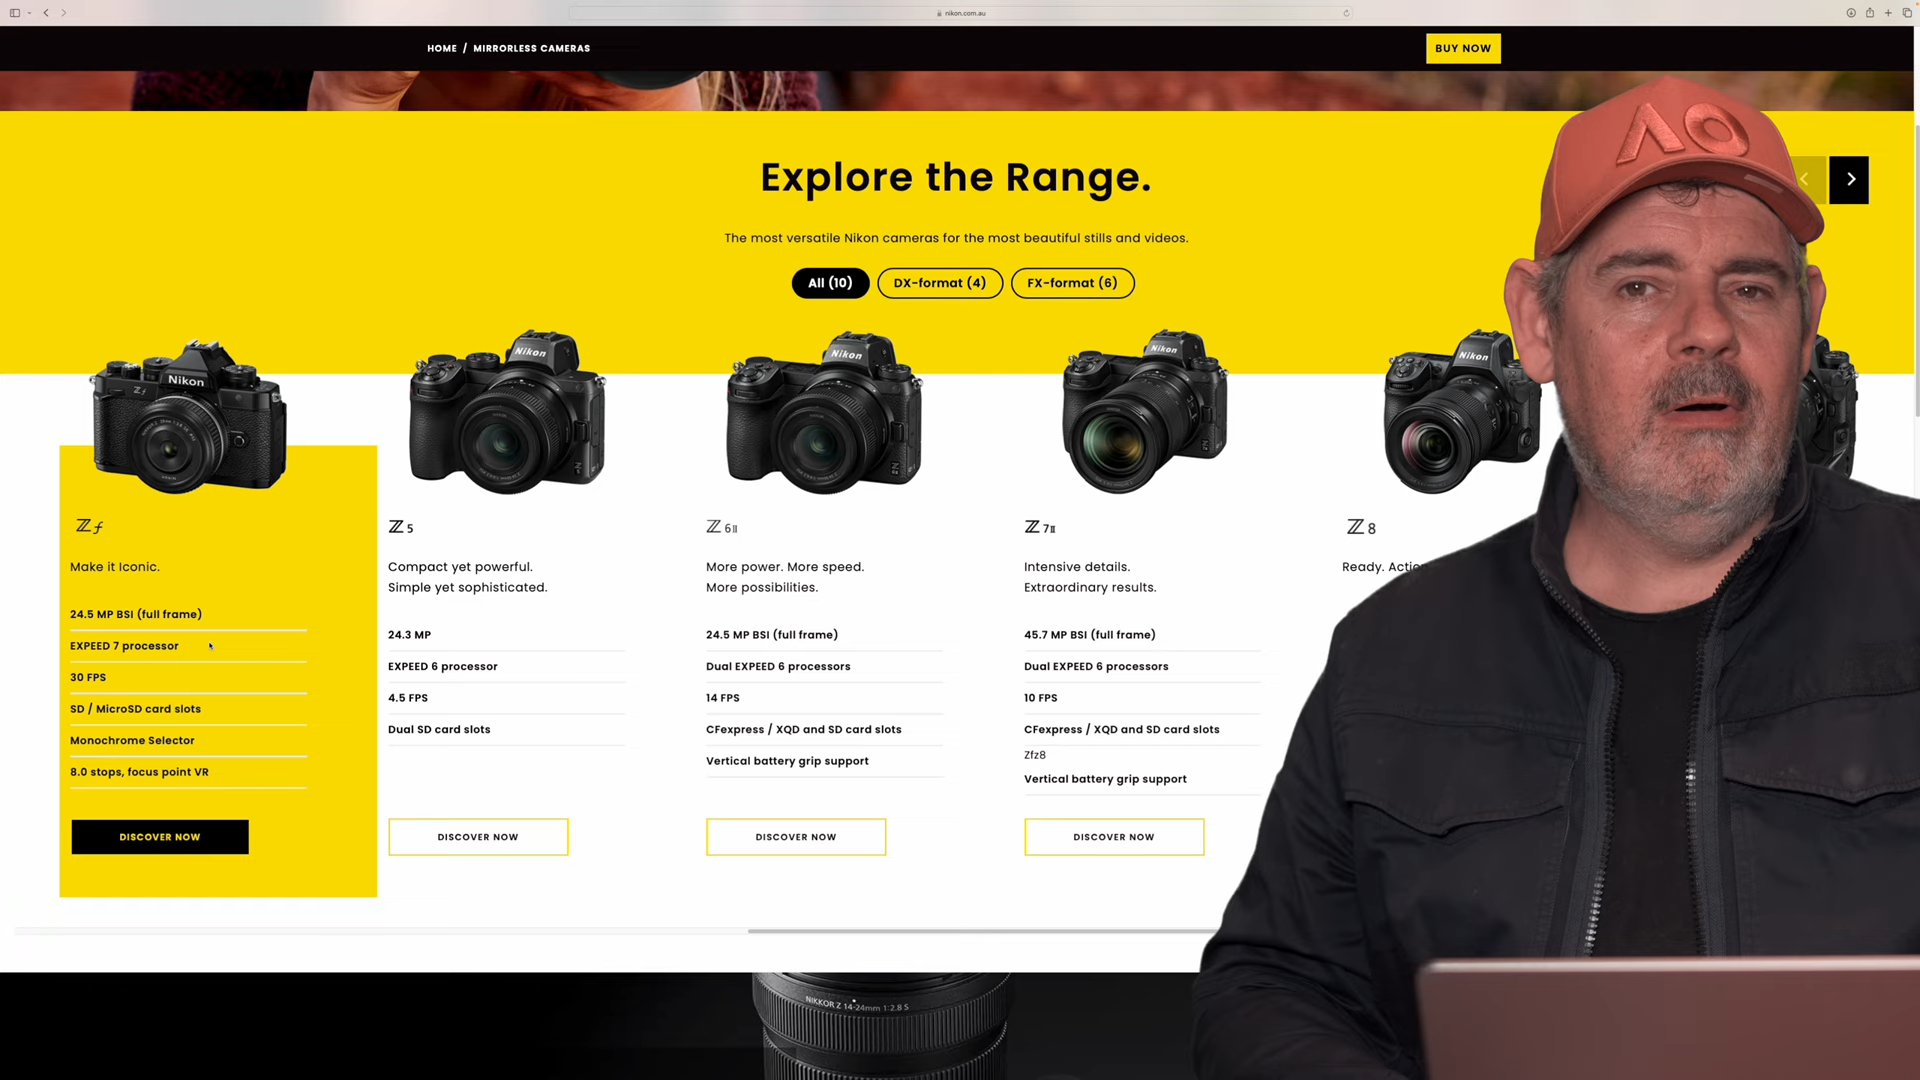 nikon.com.au
HOME / MIRRORLESS CAMERAS
BUY NOW
Explore the Range.
The most versatile Nikon cameras for the most beautiful stills and videos.
All (10)
DX-format (4)
FX-format (6)
AO
Nikon
Zf
Nikon
Nikon
Nikon
Nikon
Zf
Make it Iconic.
24.5 MP BSI (full frame)
EXPEED 7 processor
30 FPS
SD / MicroSD card slots
Monochrome Selector
8.0 stops, focus point VR
DISCOVER NOW
Z 5
Compact yet powerful.
Simple yet sophisticated.
24.3 MP
EXPEED 6 processor
4.5 FPS
Dual SD card slots
DISCOVER NOW
Z 6II
More power. More speed.
More possibilities.
24.5 MP BSI (full frame)
Dual EXPEED 6 processors
14 FPS
CFexpress / XQD and SD card slots
Vertical battery grip support
DISCOVER NOW
Z 7II
Intensive details.
Extraordinary results.
45.7 MP BSI (full frame)
Dual EXPEED 6 processors
10 FPS
CFexpress / XQD and SD card slots
Zfz8
Vertical battery grip support
DISCOVER NOW
Z 8
Ready.
NIKKOR Z 14-24mm 1:2.8 S